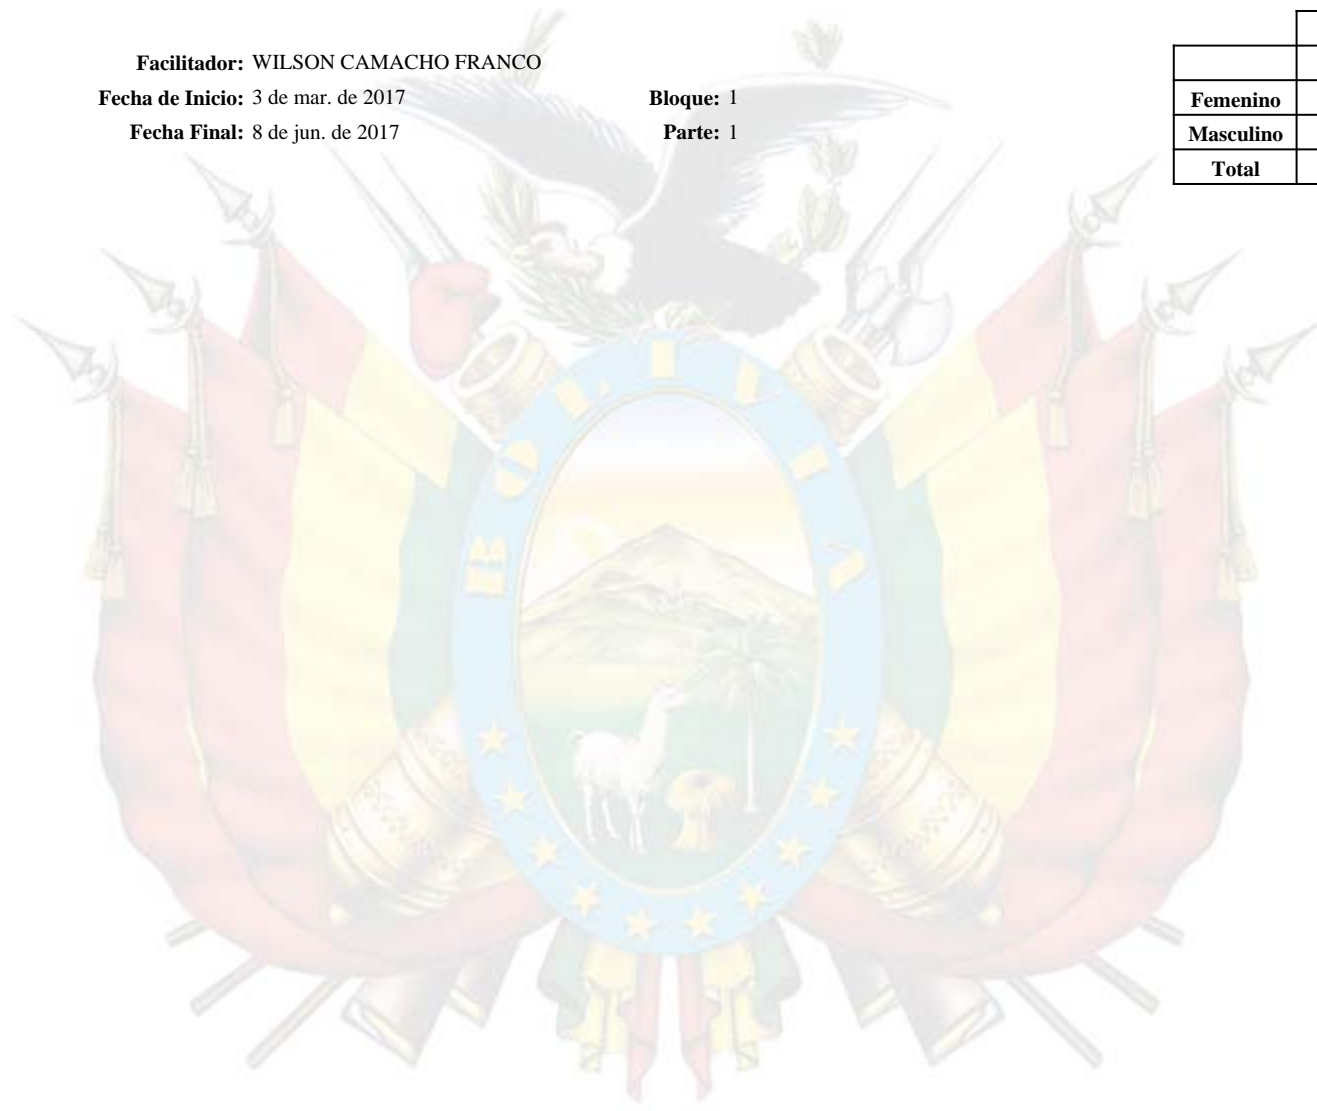 Facilitador: WILSON CAMACHO FRANCO
Fecha de Inicio: 3 de mar. de 2017 Bloque: 1
Fecha Final: 8 de jun. de 2017 Parte: 1
Femenino
Masculino
Total
BOLIVIA